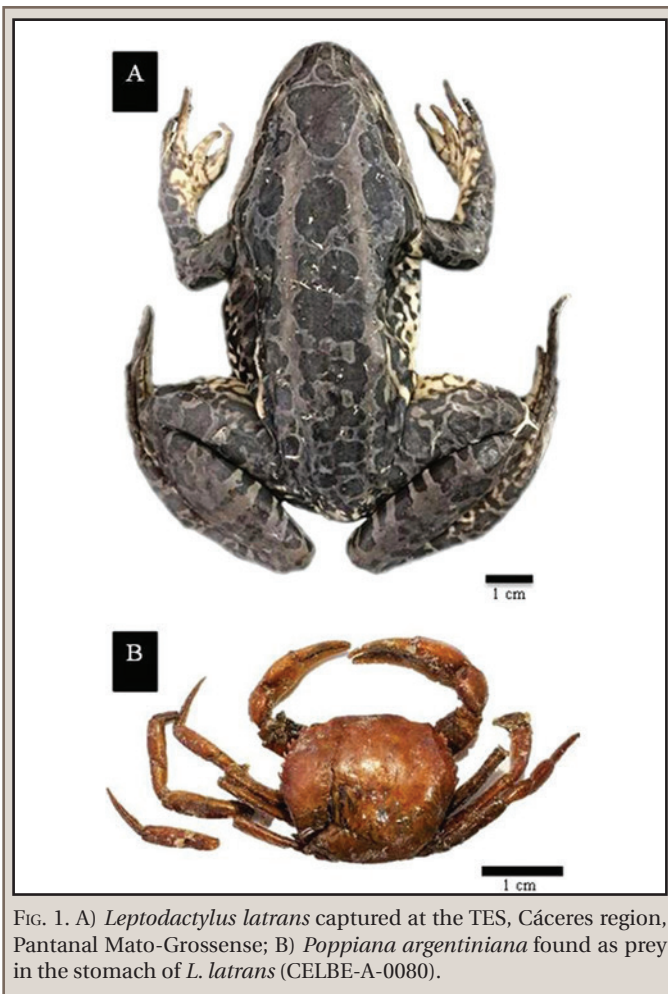 A
1 cm
B
1 cm
FIG. 1. A) Leptodactylus latrans captured at the TES, Cáceres region,
Pantanal Mato-Grossense; B) Poppiana argentiniana found as prey
in the stomach of L. latrans (CELBE-A-0080).